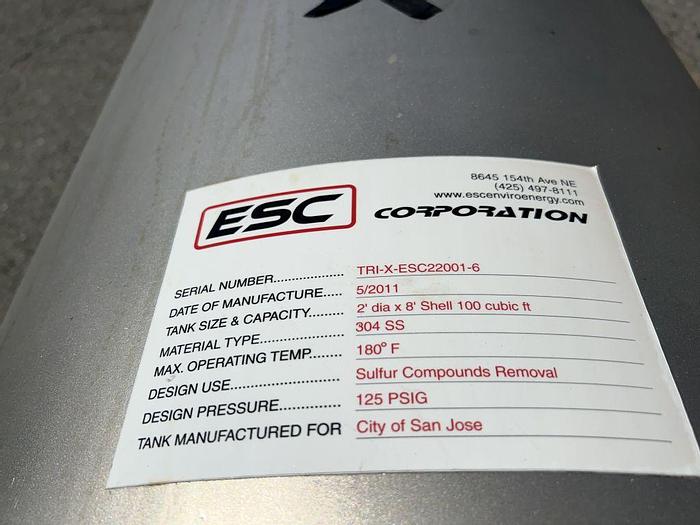 8645 154th Ave NE
(425) 497-8111
www.escenviroenergy.com
ESC CORPORATION
SERIAL NUMBER................... TRI-X-ESC22001-6
DATE OF MANUFACTURE..... 5/2011
TANK SIZE & CAPACITY......... 2' dia x 8' Shell 100 cubic ft
MATERIAL TYPE....................... 304 SS
MAX. OPERATING TEMP......... 180° F
DESIGN USE.............................. Sulfur Compounds Removal
DESIGN PRESSURE................. 125 PSIG
TANK MANUFACTURED FOR City of San Jose